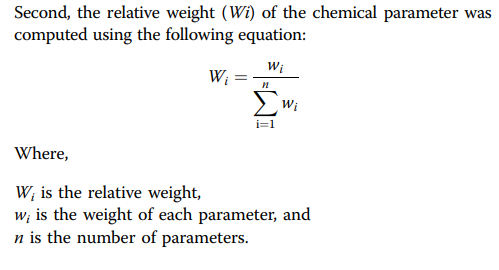 Second, the relative weight (Wi) of the chemical parameter was
computed using the following equation:
W_i = \frac{w_i}{\sum_{i=1}^{n} w_i}
Where,
W_i is the relative weight,
w_i is the weight of each parameter, and
n is the number of parameters.